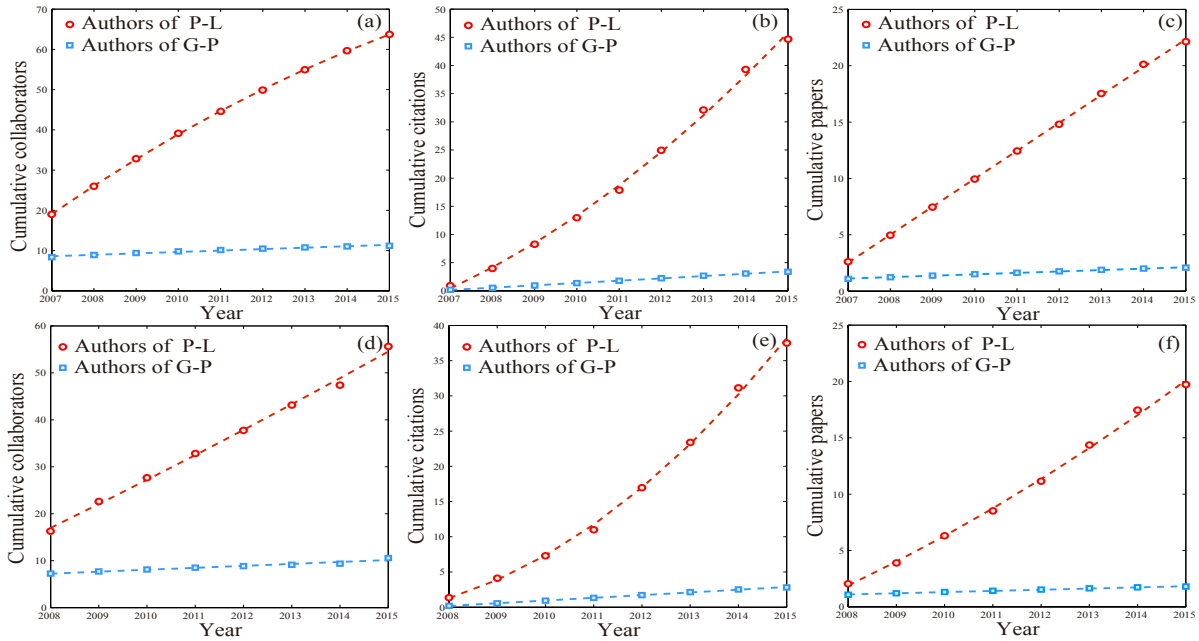 Cumulative collaborators
70
60
50
40
30
20
10
0
Authors of P-L
Authors of G-P
(a)
2007 2008 2009 2010 2011 2012 2013 2014 2015
Year
Cumulative citations
50
45
40
35
30
25
20
15
10
5
0
Authors of P-L
Authors of G-P
(b)
2007 2008 2009 2010 2011 2012 2013 2014 2015
Year
Cumulative papers
25
20
15
10
5
0
Authors of P-L
Authors of G-P
(c)
2007 2008 2009 2010 2011 2012 2013 2014 2015
Year
Cumulative collaborators
60
50
40
30
20
10
0
Authors of P-L
Authors of G-P
(d)
2008 2009 2010 2011 2012 2013 2014 2015
Year
Cumulative citations
40
35
30
25
20
15
10
5
0
Authors of P-L
Authors of G-P
(e)
2008 2009 2010 2011 2012 2013 2014 2015
Year
Cumulative papers
25
20
15
10
5
0
Authors of P-L
Authors of G-P
(f)
2008 2009 2010 2011 2012 2013 2014 2015
Year